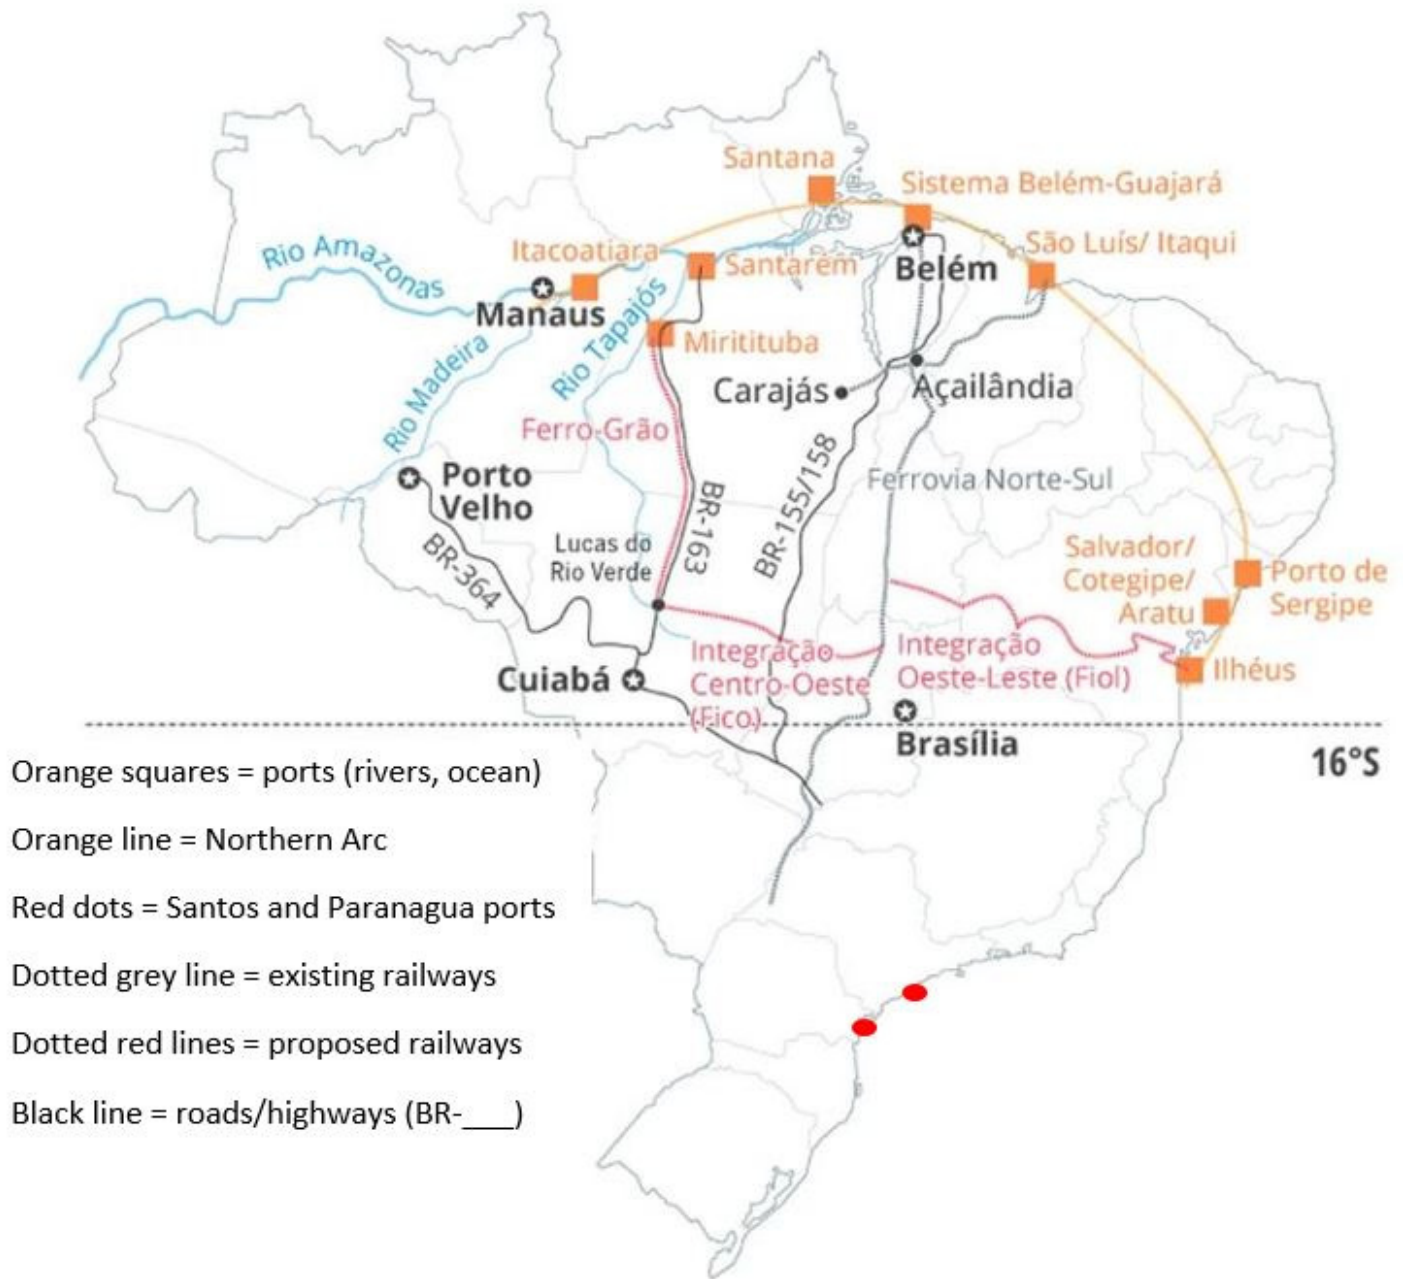 Santana
Sistema Belém-Guajará
Rio Amazonas
Itacoatiara
Santarém
São Luís/ Itaqui
Belém
Manaus
Rio Tapajós
Miritituba
Rio Madeira
Carajás
Açailândia
Ferro-Grão
BR-155/158
Ferrovia Norte-Sul
Porto
Velho
BR-163
BR-364
Lucas do
Rio Verde
Salvador/
Cotegipe/
Aratu
Porto de
Sergipe
Integração
Centro-Oeste
(Fico)
Integração
Oeste-Leste (Fiol)
Ilhéus
Cuiabá
Brasília
16°S
Orange squares = ports (rivers, ocean)
Orange line = Northern Arc
Red dots = Santos and Paranagua ports
Dotted grey line = existing railways
Dotted red lines = proposed railways
Black line = roads/highways (BR-___)